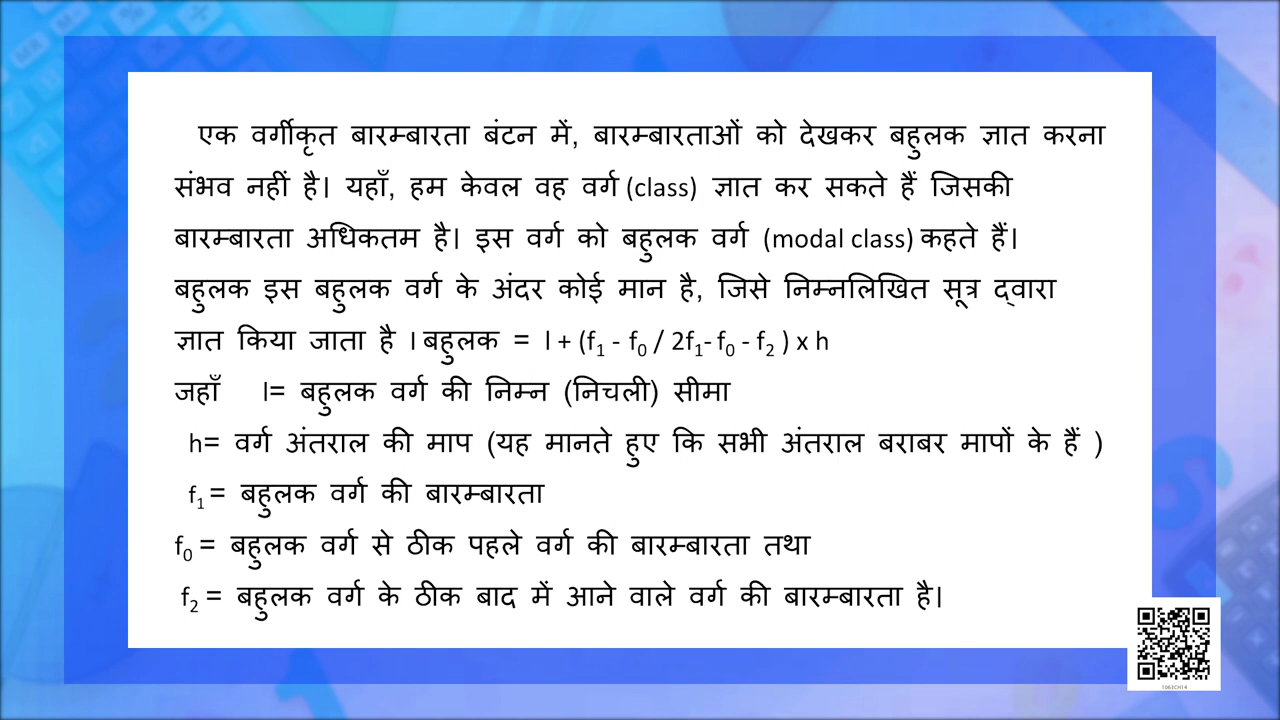 एक वर्गीकृत बारम्बारता बंटन में, बारम्बारताओं को देखकर बहुलक ज्ञात करना
संभव नहीं है। यहाँ, हम केवल वह वर्ग (class) ज्ञात कर सकते हैं जिसकी
बारम्बारता अधिकतम है। इस वर्ग को बहुलक वर्ग (modal class) कहते हैं।
बहुलक इस बहुलक वर्ग के अंदर कोई मान है, जिसे निम्नलिखित सूत्र द्वारा
ज्ञात किया जाता है । बहुलक = l + (f₁ - f₀ / 2f₁- f₀ - f₂ ) x h
जहाँ l= बहुलक वर्ग की निम्न (निचली) सीमा
h= वर्ग अंतराल की माप (यह मानते हुए कि सभी अंतराल बराबर मापों के हैं )
f₁ = बहुलक वर्ग की बारम्बारता
f₀ = बहुलक वर्ग से ठीक पहले वर्ग की बारम्बारता तथा
f₂ = बहुलक वर्ग के ठीक बाद में आने वाले वर्ग की बारम्बारता है।
1063CH14